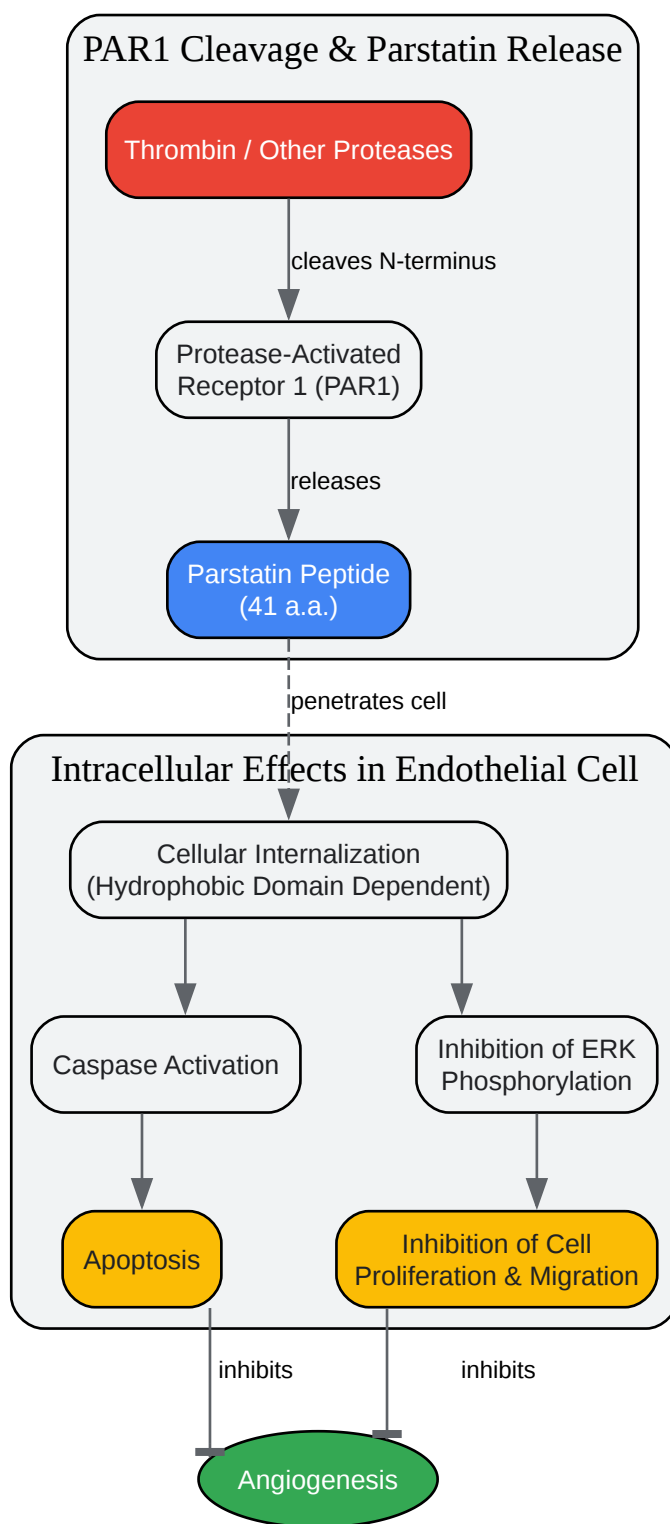 PAR1 Cleavage & Parstatin Release
Thrombin / Other Proteases
cleaves N-terminus
Protease-Activated
Receptor 1 (PAR1)
releases
Parstatin Peptide
(41 a.a.)
penetrates cell
Intracellular Effects in Endothelial Cell
Cellular Internalization
(Hydrophobic Domain Dependent)
Caspase Activation
Inhibition of ERK
Phosphorylation
Apoptosis
Inhibition of Cell
Proliferation & Migration
inhibits
inhibits
Angiogenesis